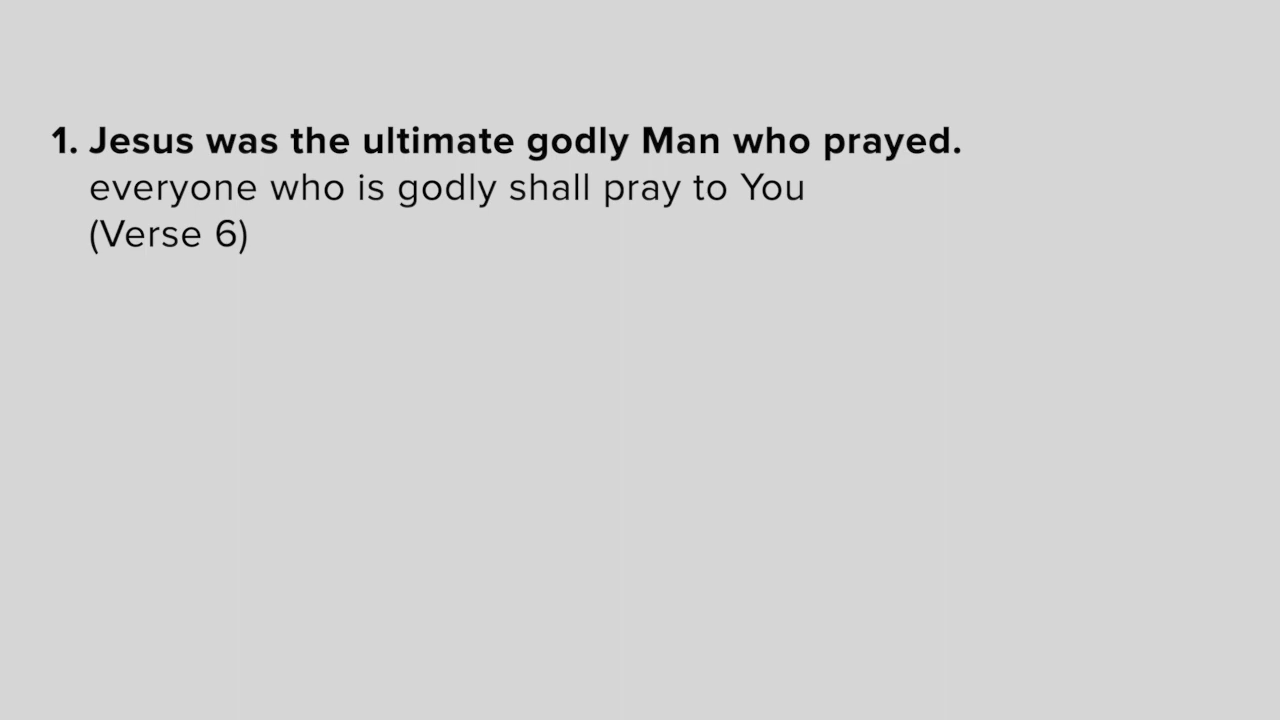 1. Jesus was the ultimate godly Man who prayed.
everyone who is godly shall pray to You
(Verse 6)